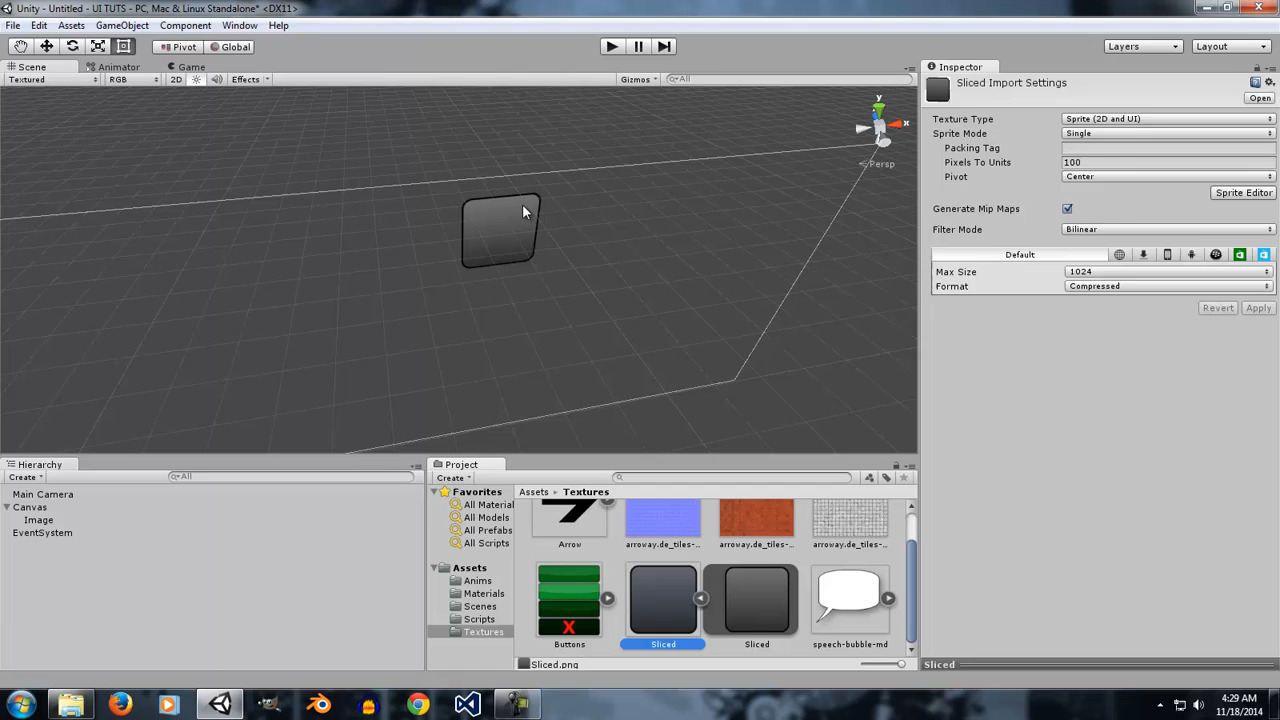 Unity - Untitled - UI TUTS - PC, Mac & Linux Standalone* <DX11>
File Edit Assets GameObject Component Window Help
Pivot Global Layers Layout
Scene Animator Game
Textured RGB 2D Effects Gizmos All
y
x
Persp
Inspector
Sliced Import Settings
Open
Texture Type Sprite (2D and UI)
Sprite Mode Single
Packing Tag
Pixels To Units 100
Pivot Center
Sprite Editor
Generate Mip Maps
Filter Mode Bilinear
Default
Max Size 1024
Format Compressed
Revert Apply
Hierarchy
Create All
Main Camera
Canvas
Image
EventSystem
Project
Create
Favorites
All Material
All Models
All Prefabs
All Scripts
Assets
Anims
Materials
Scenes
Scripts
Textures
Assets Textures
Arrow arroway.de_tiles-... arroway.de_tiles-... arroway.de_tiles-...
X
Buttons Sliced Sliced speech-bubble-md
Sliced.png
Sliced
4:29 AM
11/18/2014